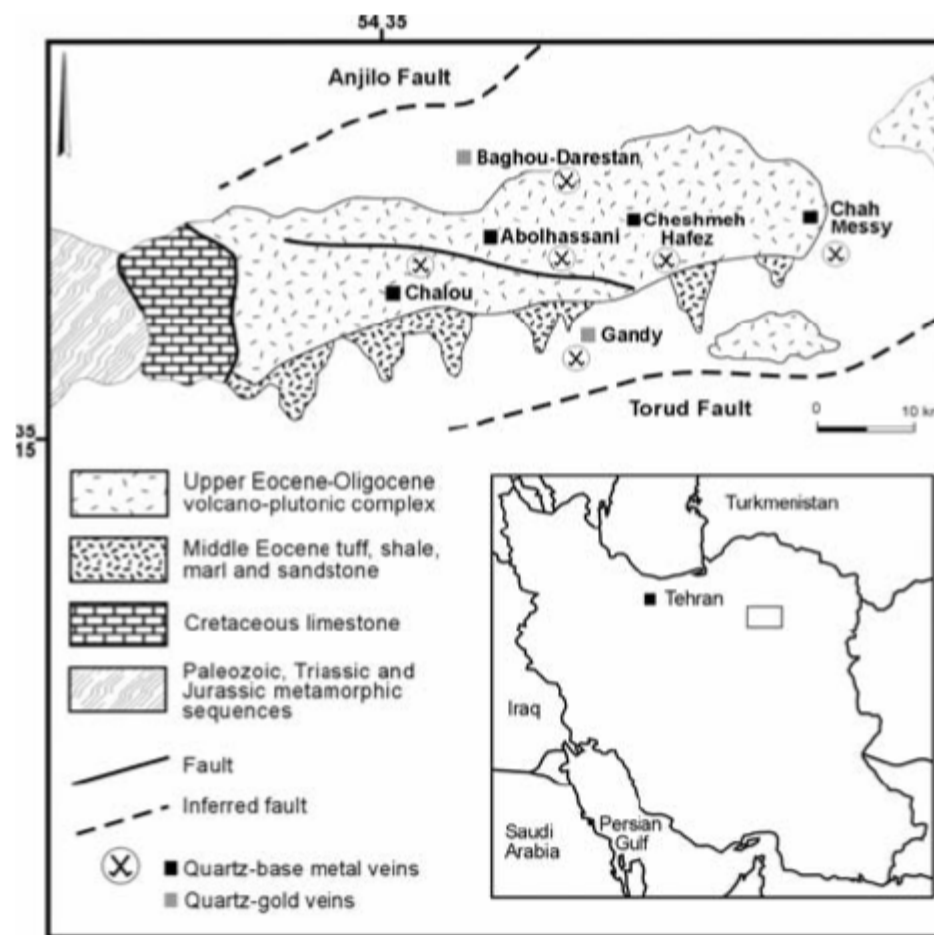 54 35
Anjilo Fault
Baghou-Darestan
Cheshmeh
Hafez
Chah
Messy
Abolhassani
Chalou
Gandy
Torud Fault
0 10 km
35
15
Upper Eocene-Oligocene
volcano-plutonic complex
Middle Eocene tuff, shale,
marl and sandstone
Cretaceous limestone
Paleozoic, Triassic and
Jurassic metamorphic
sequences
Fault
Inferred fault
Quartz-base metal veins
Quartz-gold veins
Turkmenistan
Tehran
Iraq
Saudi
Arabia
Persian
Gulf